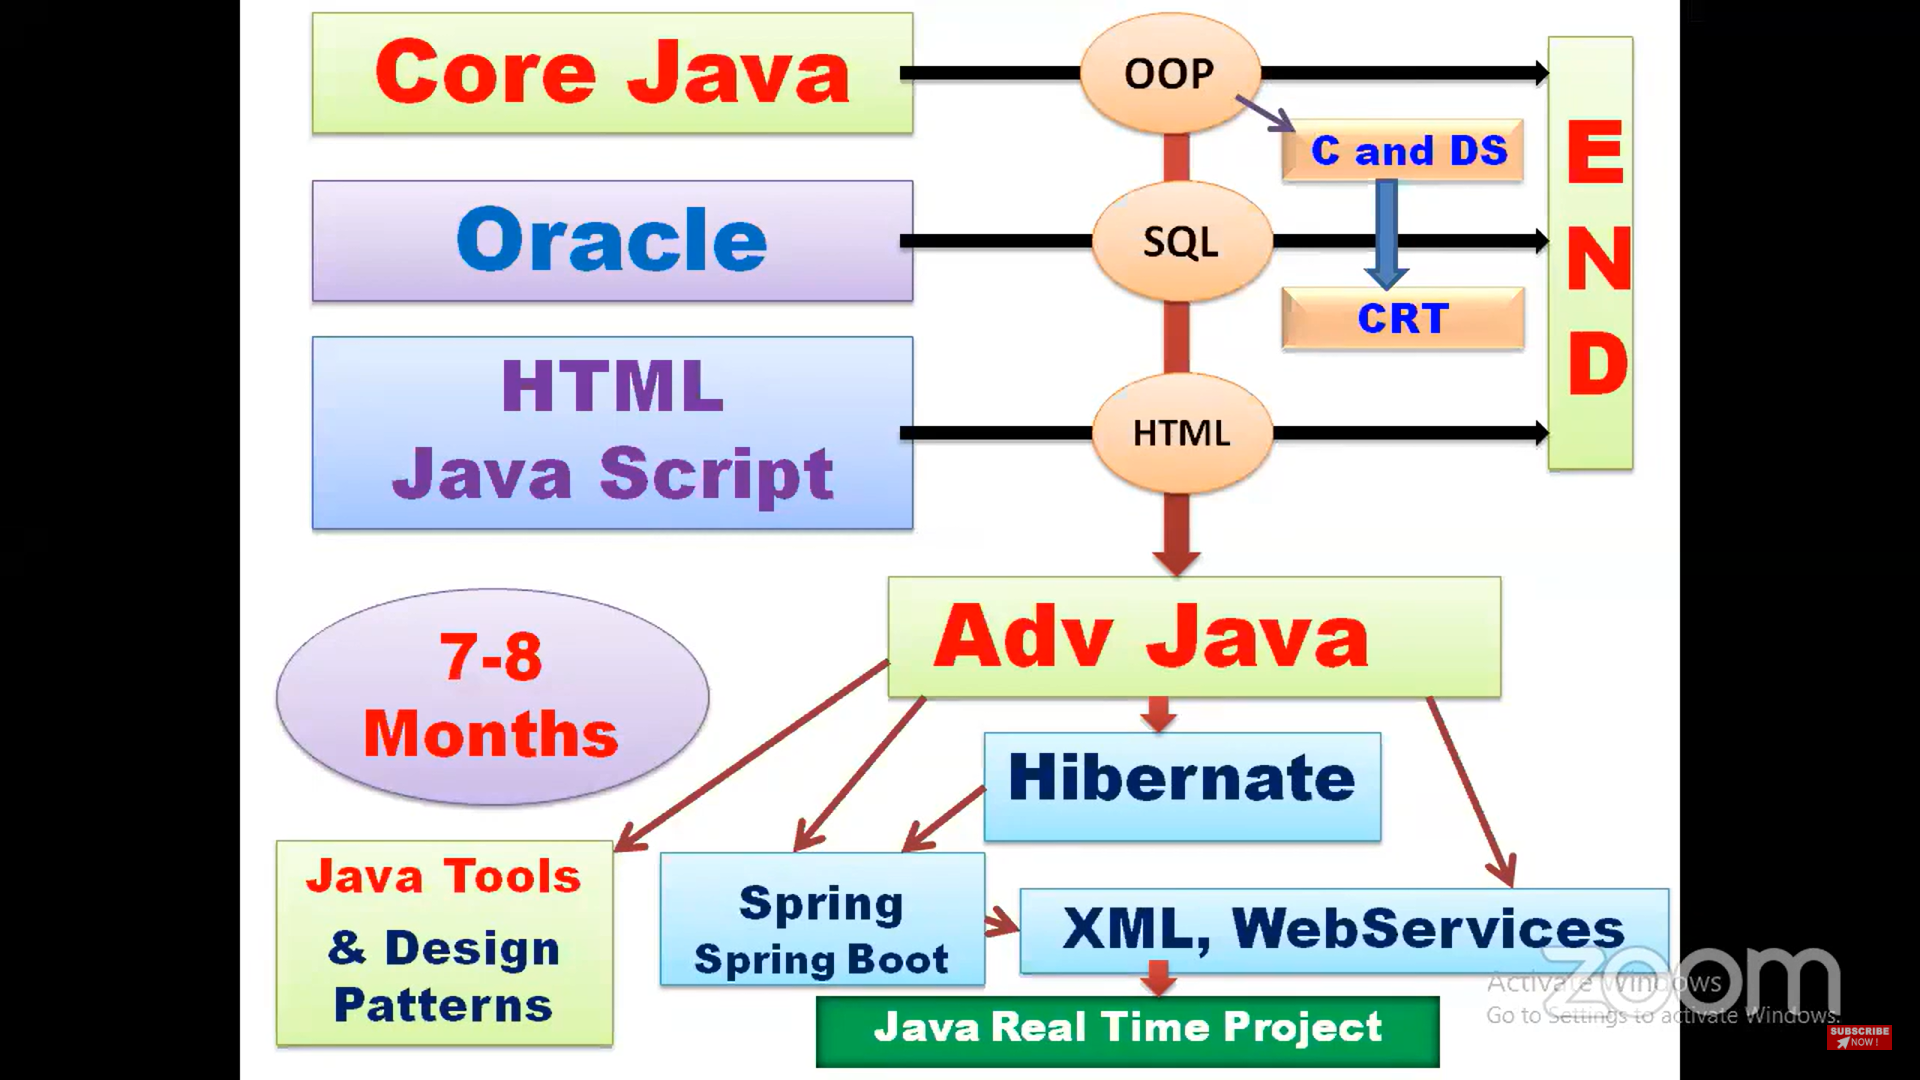 Core Java
OOP
C and DS
Oracle
SQL
CRT
HTML
Java Script
HTML
E
N
D
7-8
Months
Adv Java
Hibernate
Java Tools
& Design
Patterns
Spring
Spring Boot
XML, WebServices
Java Real Time Project
zoom
Activate Windows
Go to Settings to activate Windows.
SUBSCRIBE
NOW !